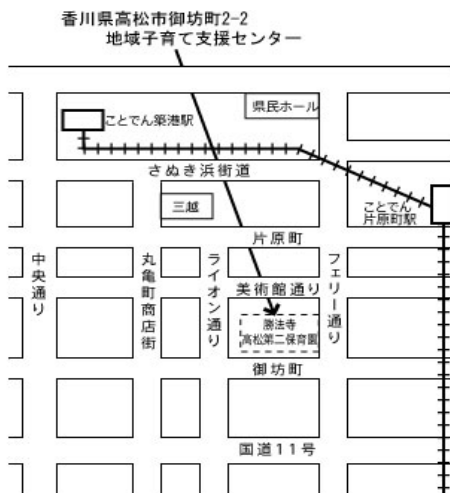 香川県高松市御坊町2-2
地域子育て支援センター
県民ホール
ことでん築港駅
さぬき浜街道
三越
ことでん
片原町駅
片原町
中央通り
丸亀町商店街
ライオン通り
フェリー通り
美術館通り
勝法寺
高松第二保育園
御坊町
国道11号